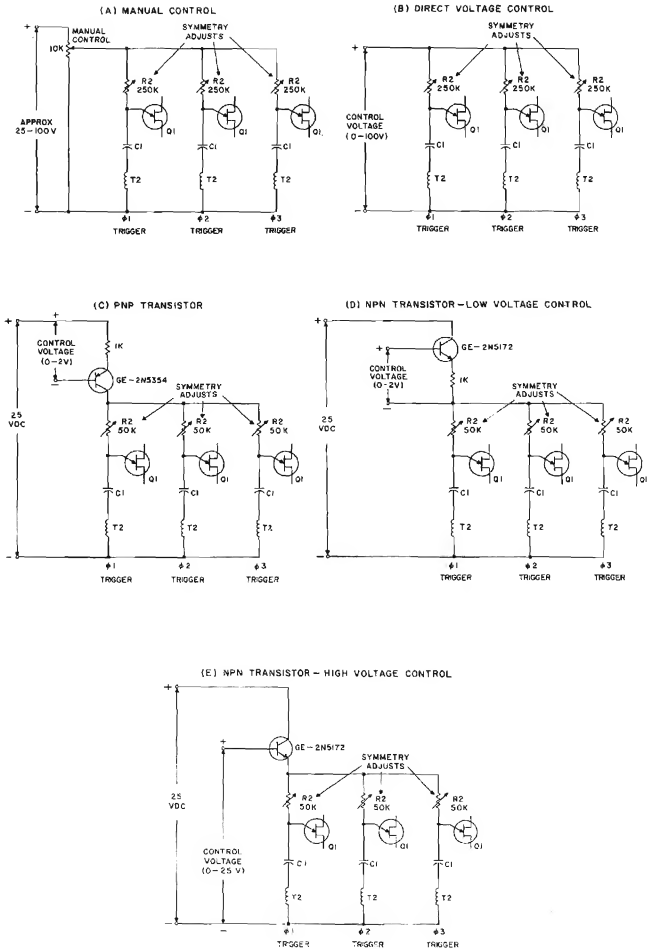 (A) MANUAL CONTROL
+
MANUAL
CONTROL
10K
SYMMETRY
ADJUSTS
APPROX
25-100V
R2
250K
R2
250K
R2
250K
Q1
Q1
Q1
C1
C1
C1
T2
T2
T2
−
φ1
TRIGGER
φ2
TRIGGER
φ3
TRIGGER
(B) DIRECT VOLTAGE CONTROL
+
SYMMETRY
ADJUSTS
CONTROL
VOLTAGE
(0-100V)
R2
250K
R2
250K
R2
250K
Q1
Q1
Q1
C1
C1
C1
T2
T2
T2
−
φ1
TRIGGER
φ2
TRIGGER
φ3
TRIGGER
(C) PNP TRANSISTOR
+
+
CONTROL
VOLTAGE
(0-2V)
−
1K
GE-2N5354
25
VDC
SYMMETRY
ADJUSTS
R2
50K
R2
50K
R2
50K
Q1
Q1
Q1
C1
C1
C1
T2
T2
T2
−
φ1
TRIGGER
φ2
TRIGGER
φ3
TRIGGER
(D) NPN TRANSISTOR-LOW VOLTAGE CONTROL
+
GE-2N5172
+
CONTROL
VOLTAGE
(0-2V)
−
1K
25
VDC
SYMMETRY
ADJUSTS
R2
50K
R2
50K
R2
50K
Q1
Q1
Q1
C1
C1
C1
T2
T2
T2
−
φ1
TRIGGER
φ2
TRIGGER
φ3
TRIGGER
(E) NPN TRANSISTOR - HIGH VOLTAGE CONTROL
+
+
GE-2N5172
25
VDC
SYMMETRY
ADJUSTS
R2
50K
R2
50K
R2
50K
Q1
Q1
Q1
CONTROL
VOLTAGE
(0-25 V)
C1
C1
C1
T2
T2
T2
−
−
φ1
TRIGGER
φ2
TRIGGER
φ3
TRIGGER